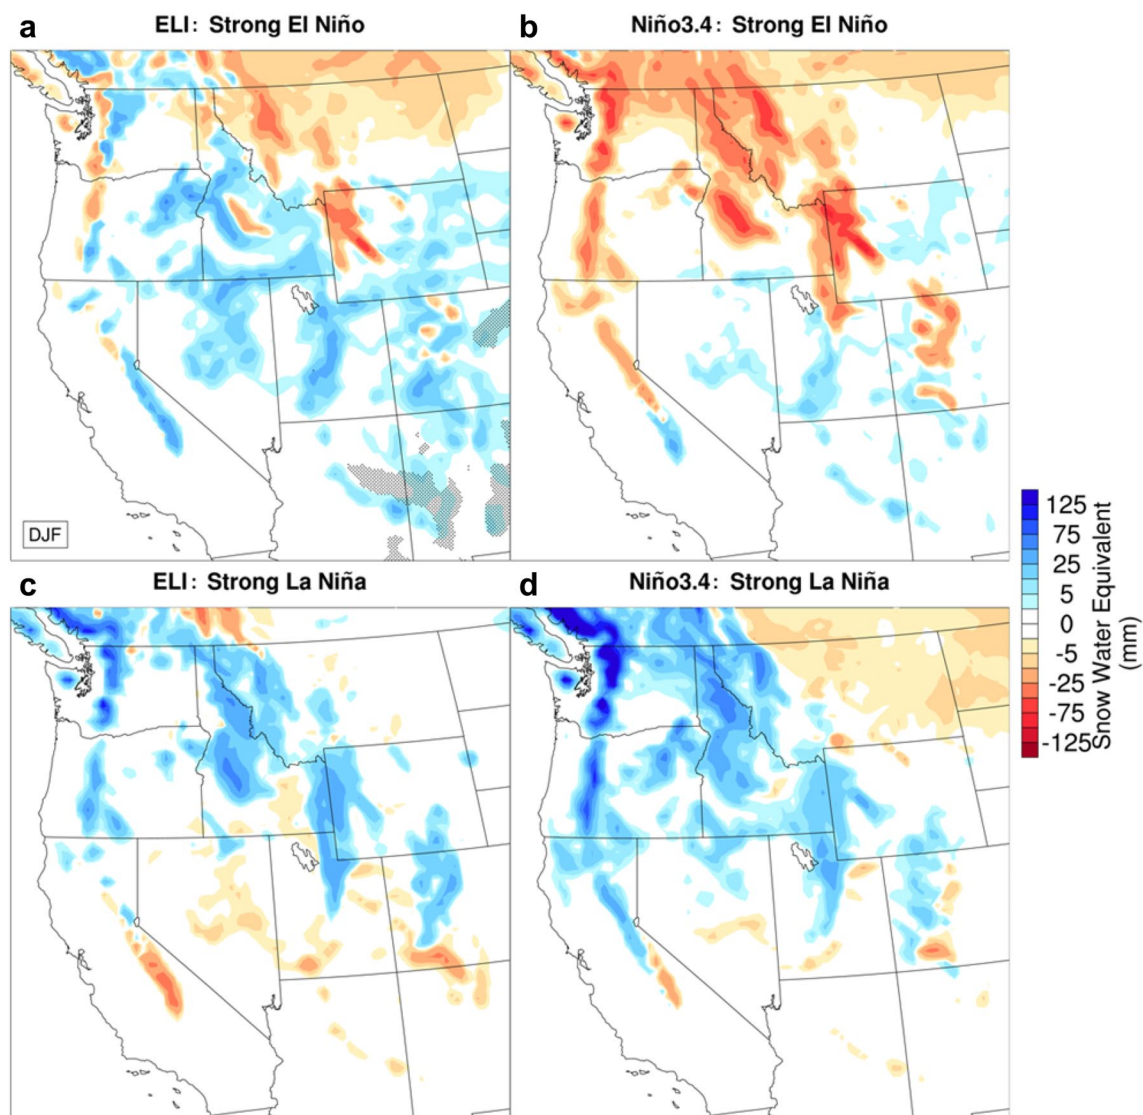 a ELI: Strong El Niño
b Niño3.4: Strong El Niño
DJF
125
75
25
5
0
-5
-25
-75
-125
Snow Water Equivalent
(mm)
c ELI: Strong La Niña
d Niño3.4: Strong La Niña